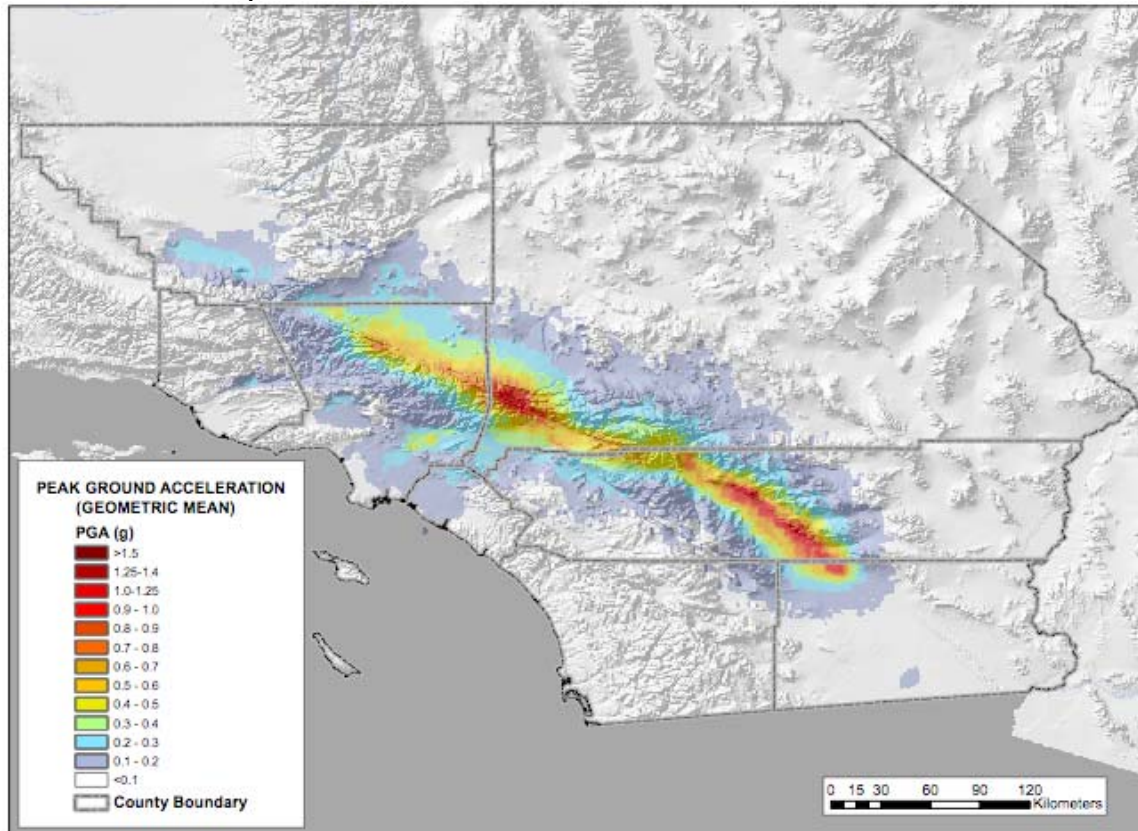 PEAK GROUND ACCELERATION
(GEOMETRIC MEAN)
PGA (g)
>1.5
1.25 - 1.4
1.0-1.25
0.9 - 1.0
0.8 - 0.9
0.7 - 0.8
0.6 - 0.7
0.5 - 0.6
0.4 - 0.5
0.3 - 0.4
0.2 - 0.3
0.1 - 0.2
<0.1
County Boundary
0 15 30 60 90 120
Kilometers